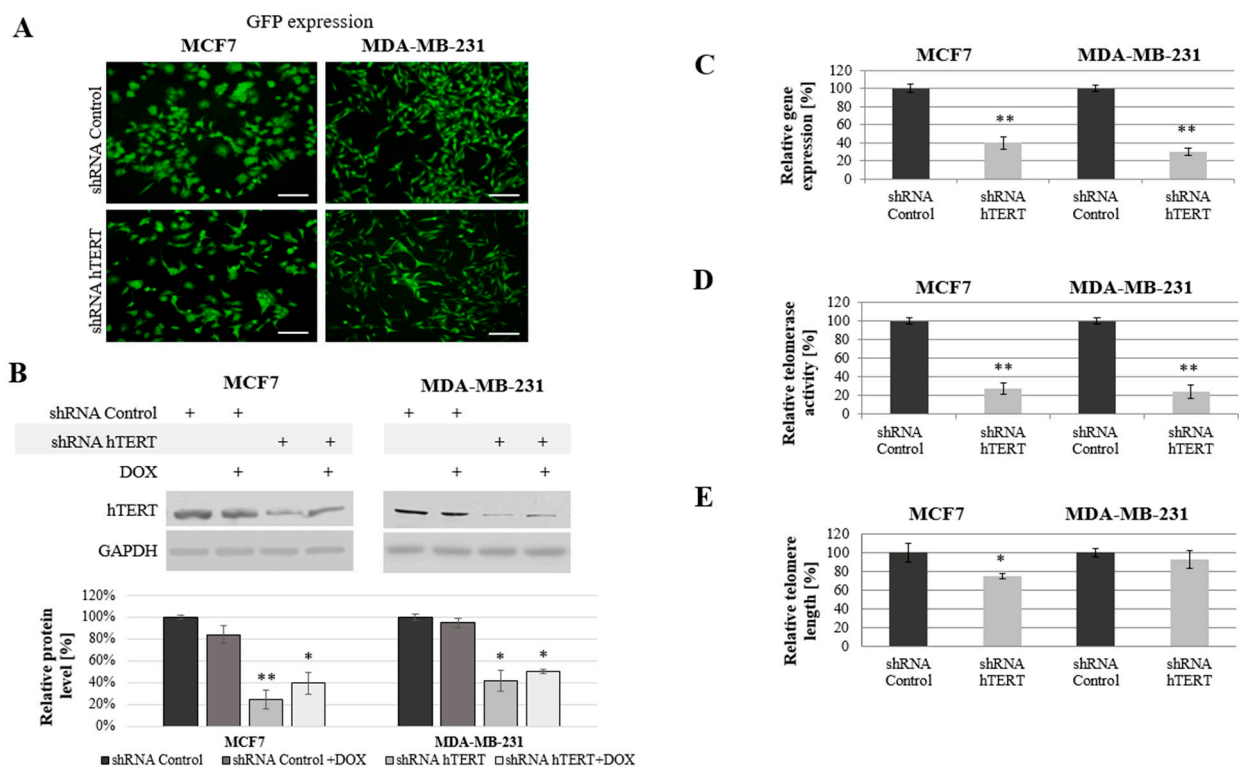 A
GFP expression
MCF7
MDA-MB-231
shRNA Control
shRNA hTERT
B
MCF7
MDA-MB-231
shRNA Control + + + +
shRNA hTERT + + + +
DOX + + + +
hTERT
GAPDH
Relative protein
level [%]
120%
100%
80%
60%
40%
20%
0%
**
*
*
*
MCF7
MDA-MB-231
shRNA Control
shRNA Control +DOX
shRNA hTERT
shRNA hTERT+DOX
C
MCF7
MDA-MB-231
Relative gene
expression [%]
120
100
80
60
40
20
0
**
**
shRNA
Control
shRNA
hTERT
shRNA
Control
shRNA
hTERT
D
MCF7
MDA-MB-231
Relative telomerase
activity [%]
120
100
80
60
40
20
0
**
**
shRNA
Control
shRNA
hTERT
shRNA
Control
shRNA
hTERT
E
MCF7
MDA-MB-231
Relative telomere
length [%]
120
100
80
60
40
20
0
*
shRNA
Control
shRNA
hTERT
shRNA
Control
shRNA
hTERT